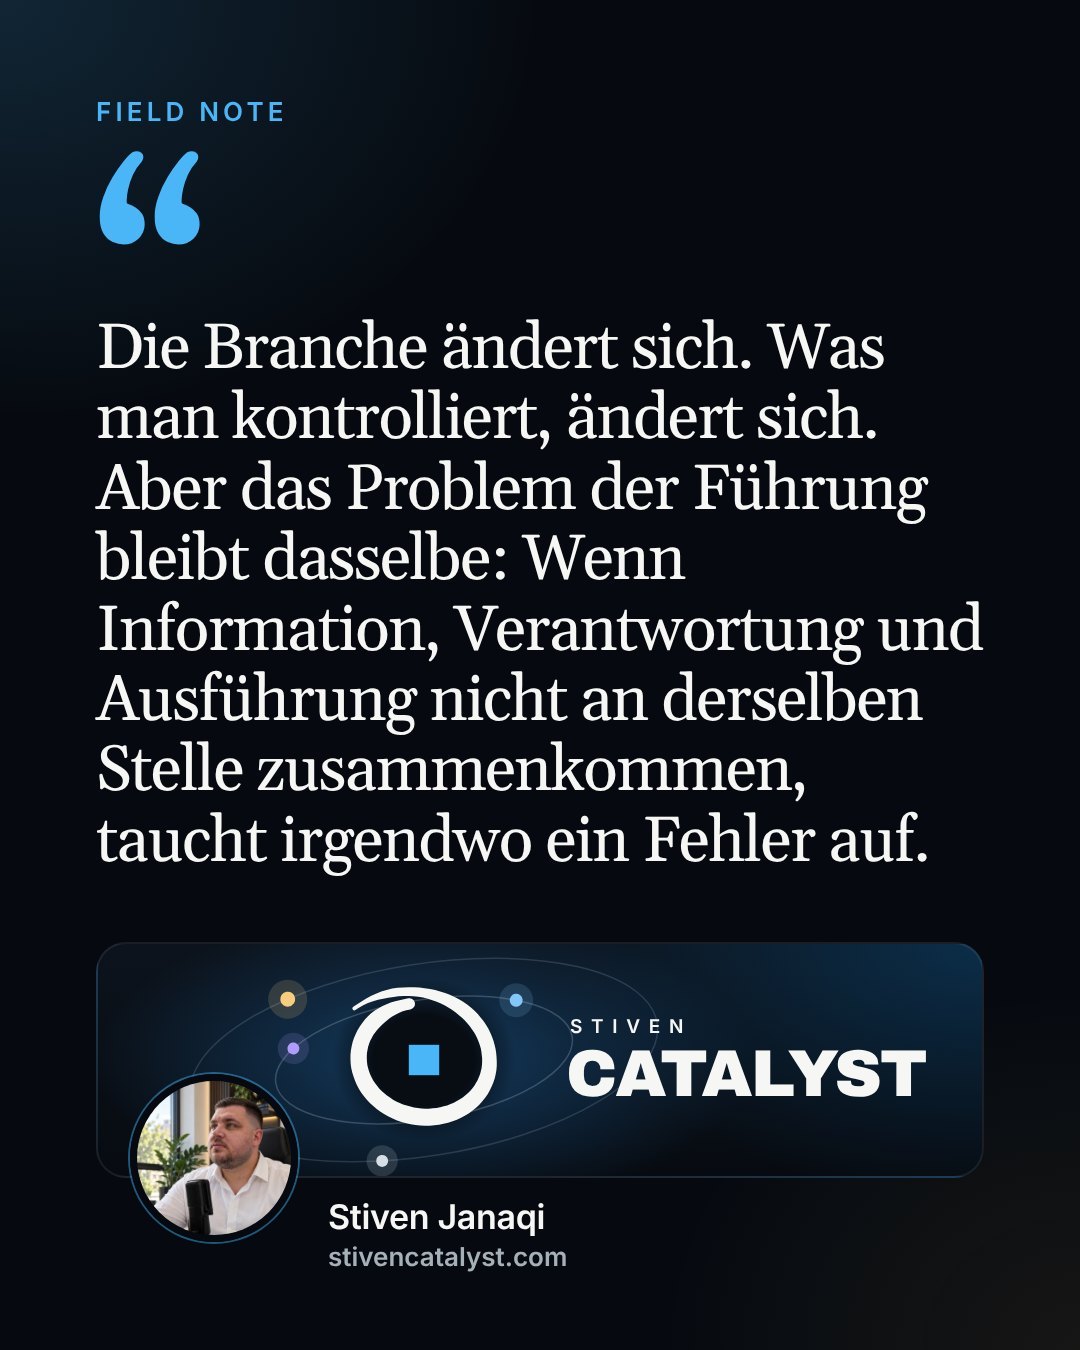 FIELD NOTE
“
Die Branche ändert sich. Was
man kontrolliert, ändert sich.
Aber das Problem der Führung
bleibt dasselbe: Wenn
Information, Verantwortung und
Ausführung nicht an derselben
Stelle zusammenkommen,
taucht irgendwo ein Fehler auf.
STIVEN
CATALYST
Stiven Janaqi
stivencatalyst.com